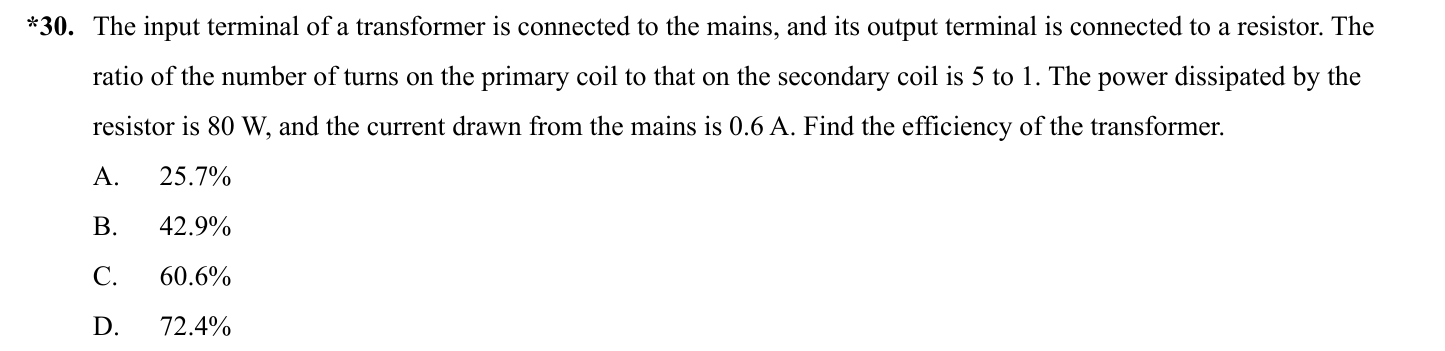 *30. The input terminal of a transformer is connected to the mains, and its output terminal is connected to a resistor. The
ratio of the number of turns on the primary coil to that on the secondary coil is 5 to 1. The power dissipated by the
resistor is 80 W, and the current drawn from the mains is 0.6 A. Find the efficiency of the transformer.
A. 25.7%
B. 42.9%
C. 60.6%
D. 72.4%